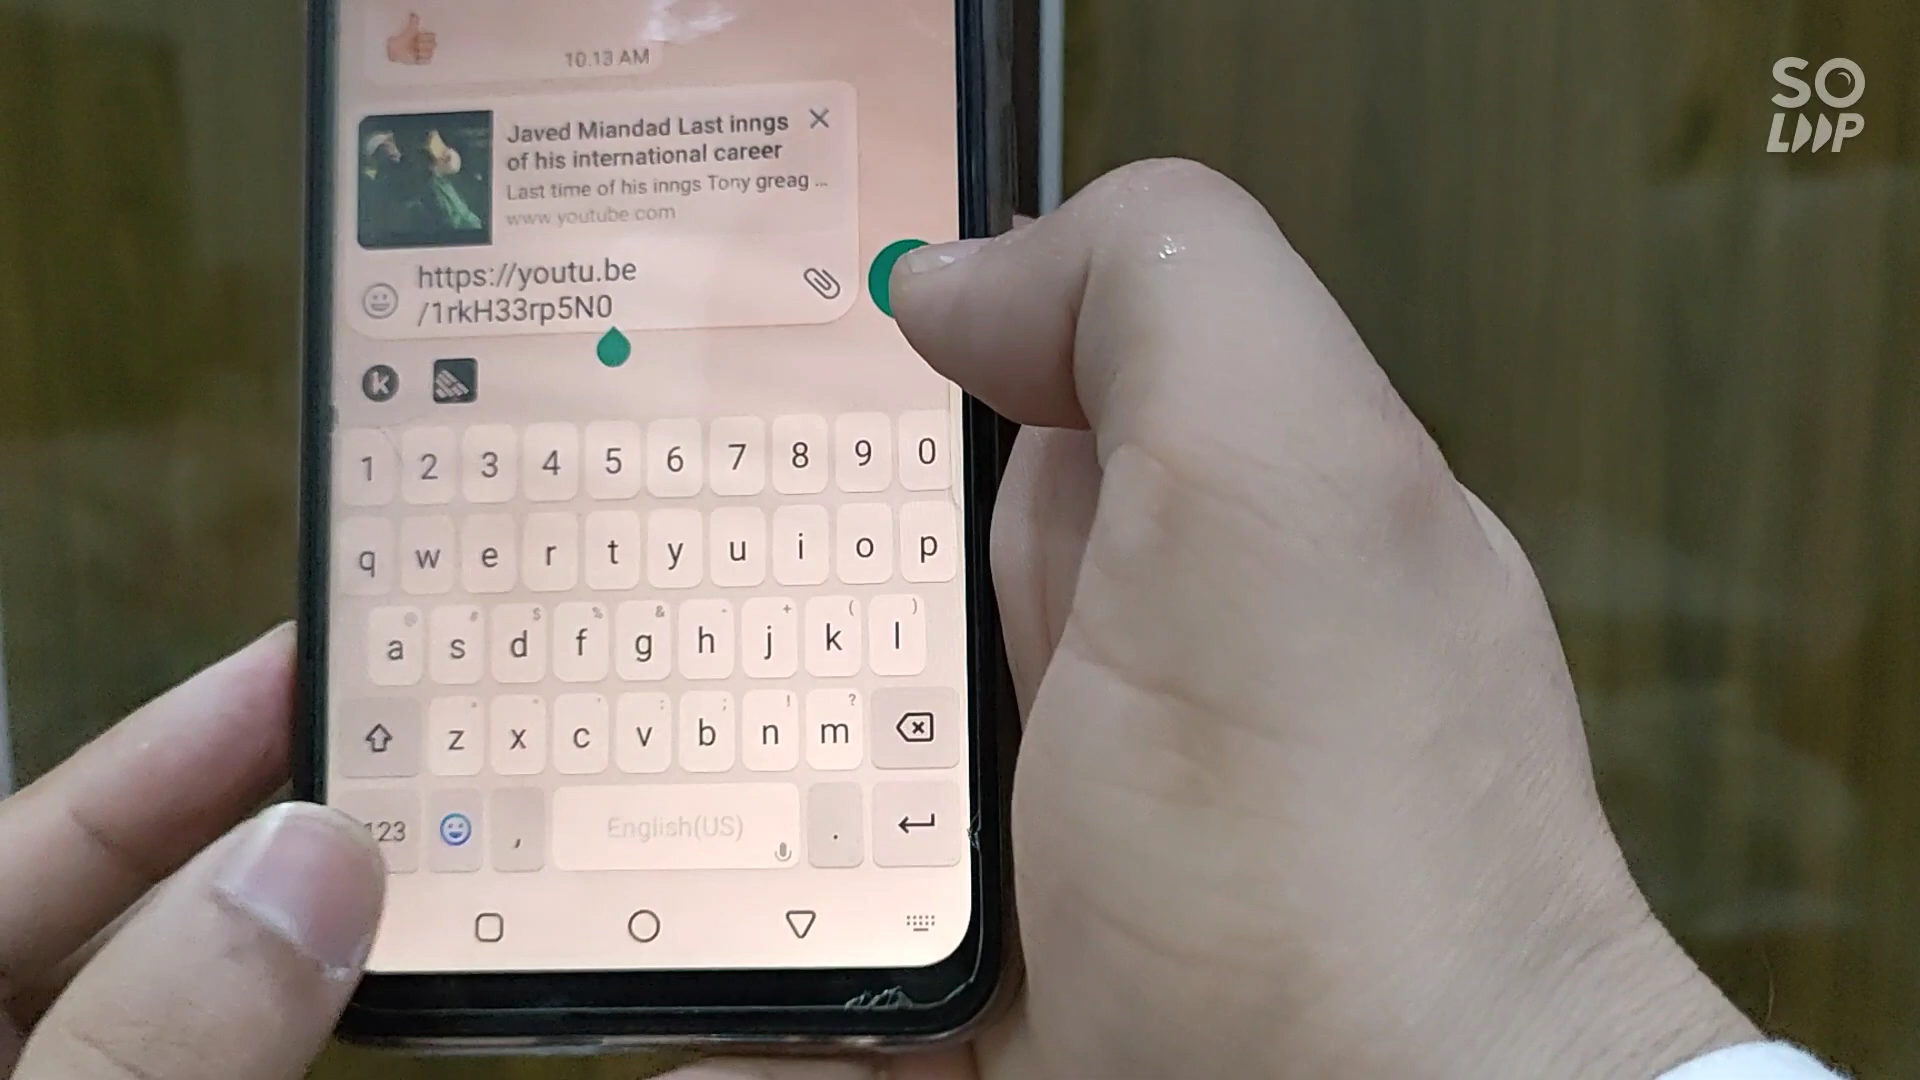 10.13 AM
Javed Miandad Last inngs
of his international career
Last time of his inngs Tony greag ...
www.youtube.com
https://youtu.be
/1rkH33rp5N0
k
1 2 3 4 5 6 7 8 9 0
q w e r t y u i o p
@ # $ % & - + ( )
a s d f g h j k l
* " ' : ; ! ?
z x c v b n m
123 , English(US) .
SO
LOOP